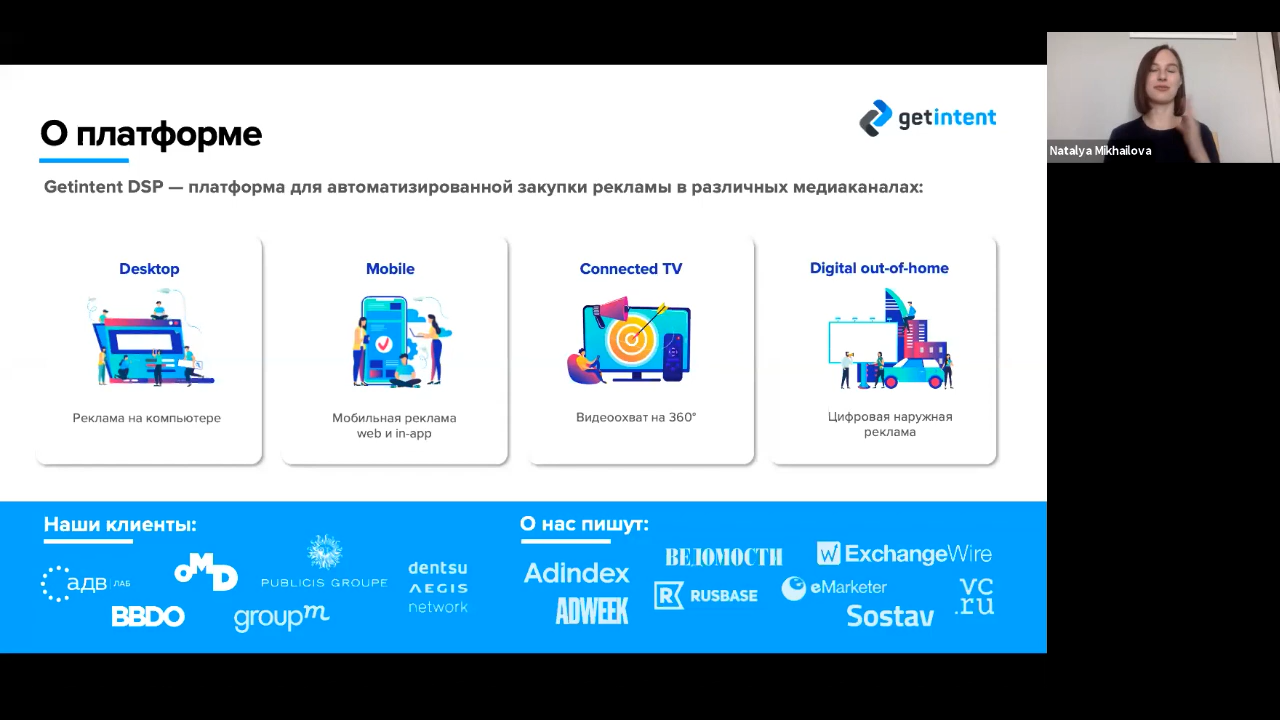 О платформе
getintent
Getintent DSP — платформа для автоматизированной закупки рекламы в различных медиаканалах:
Desktop
Реклама на компьютере
Mobile
Мобильная реклама
web и in-app
Connected TV
Видеоохват на 360°
Digital out-of-home
Цифровая наружная
реклама
Наши клиенты:
адв ЛАБ
OMD
PUBLICIS GROUPE
dentsu
AEGIS
network
BBDO
groupm
О нас пишут:
Adindex
ВЕДОМОСТИ
ExchangeWire
ADWEEK
RUSBASE
eMarketer
Sostav
vc
.ru
Natalya Mikhailova